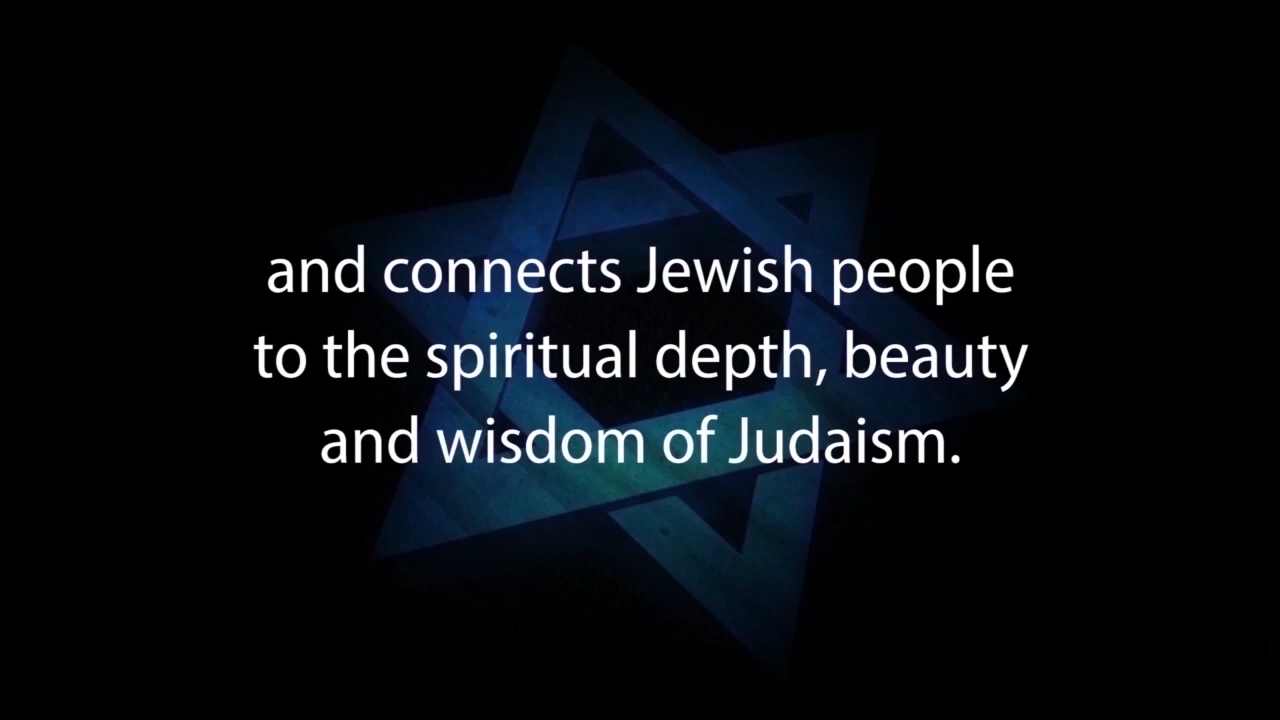 and connects Jewish people
to the spiritual depth, beauty
and wisdom of Judaism.